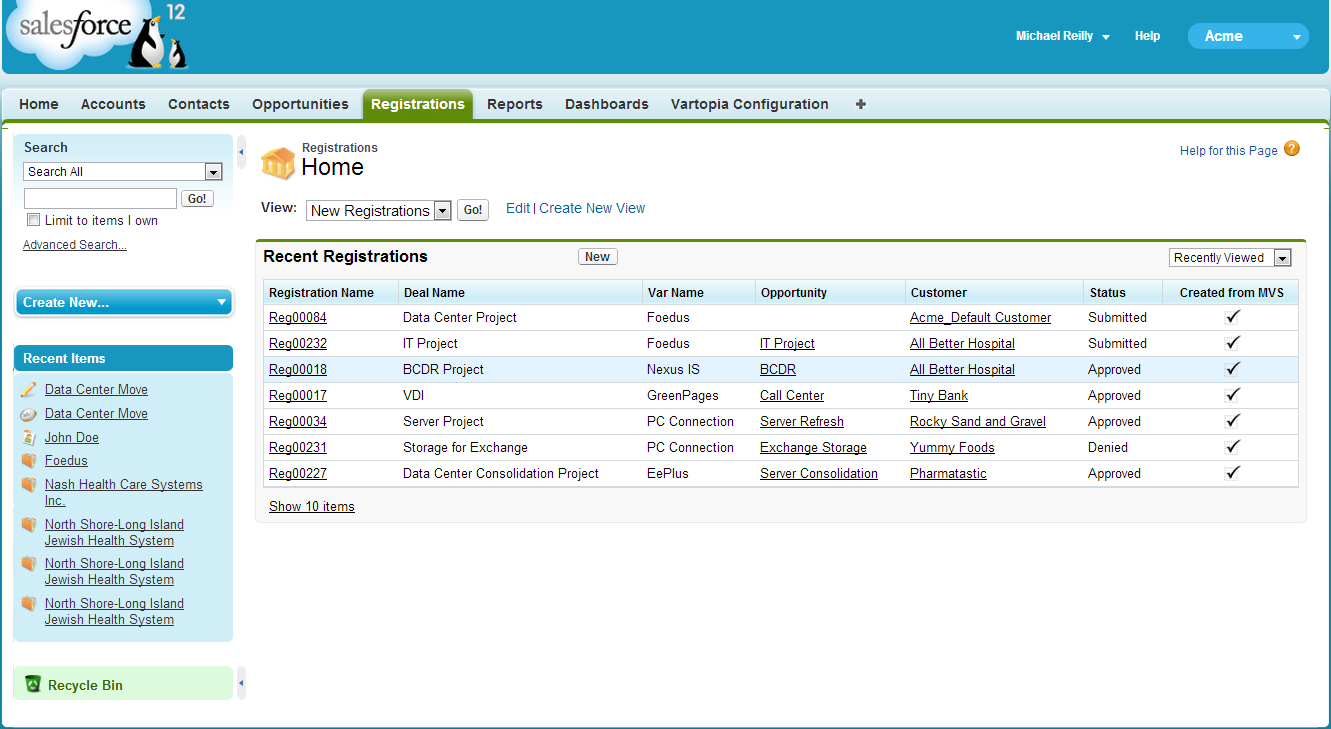 salesforce 12
Michael Reilly Help Acme
Home Accounts Contacts Opportunities Registrations Reports Dashboards Vartopia Configuration +
Search
Search All
Go!
Limit to items I own
Advanced Search...
Create New...
Recent Items
Data Center Move
Data Center Move
John Doe
Foedus
Nash Health Care Systems
Inc.
North Shore-Long Island
Jewish Health System
North Shore-Long Island
Jewish Health System
North Shore-Long Island
Jewish Health System
Recycle Bin
Registrations
Home
Help for this Page ?
View: New Registrations Go! Edit | Create New View
Recent Registrations New Recently Viewed
Registration Name Deal Name Var Name Opportunity Customer Status Created from MVS
Reg00084 Data Center Project Foedus Acme_Default Customer Submitted ✓
Reg00232 IT Project Foedus IT Project All Better Hospital Submitted ✓
Reg00018 BCDR Project Nexus IS BCDR All Better Hospital Approved ✓
Reg00017 VDI GreenPages Call Center Tiny Bank Approved ✓
Reg00034 Server Project PC Connection Server Refresh Rocky Sand and Gravel Approved ✓
Reg00231 Storage for Exchange PC Connection Exchange Storage Yummy Foods Denied ✓
Reg00227 Data Center Consolidation Project EePlus Server Consolidation Pharmatastic Approved ✓
Show 10 items